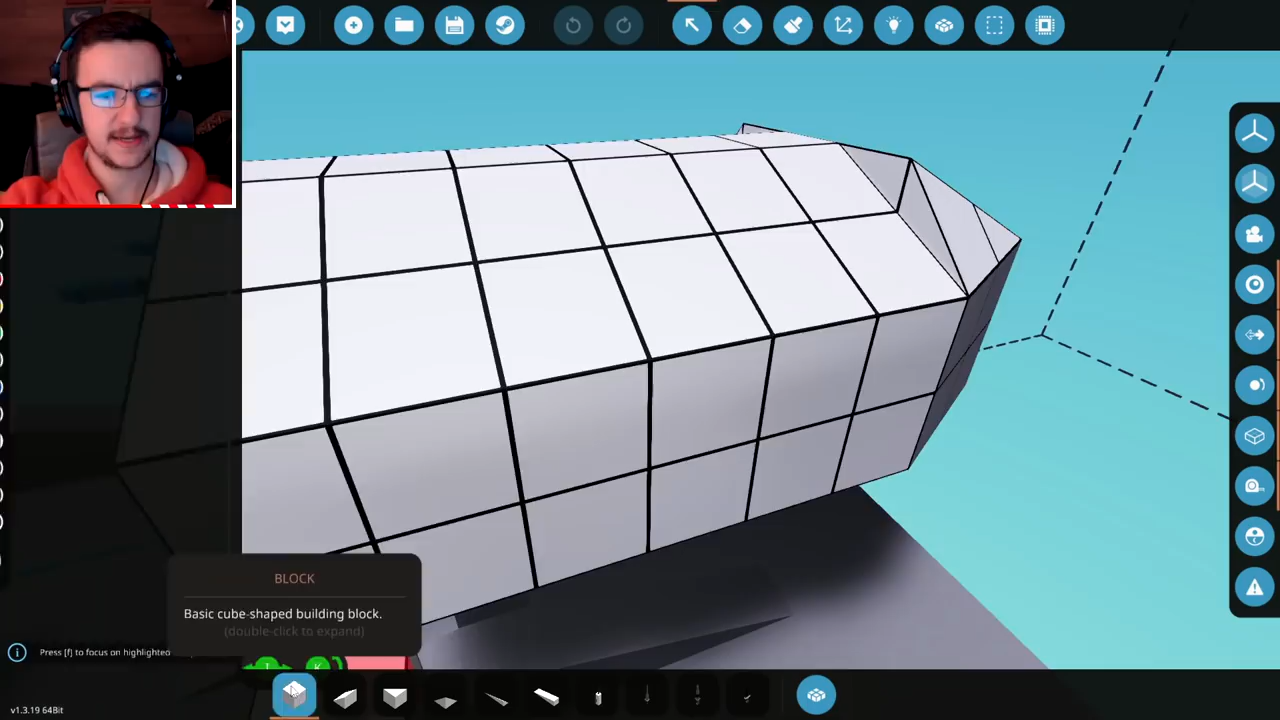 BLOCK
Basic cube-shaped building block.
(double-click to expand)
Press [f] to focus on highlighted
K
v1.3.19 64Bit